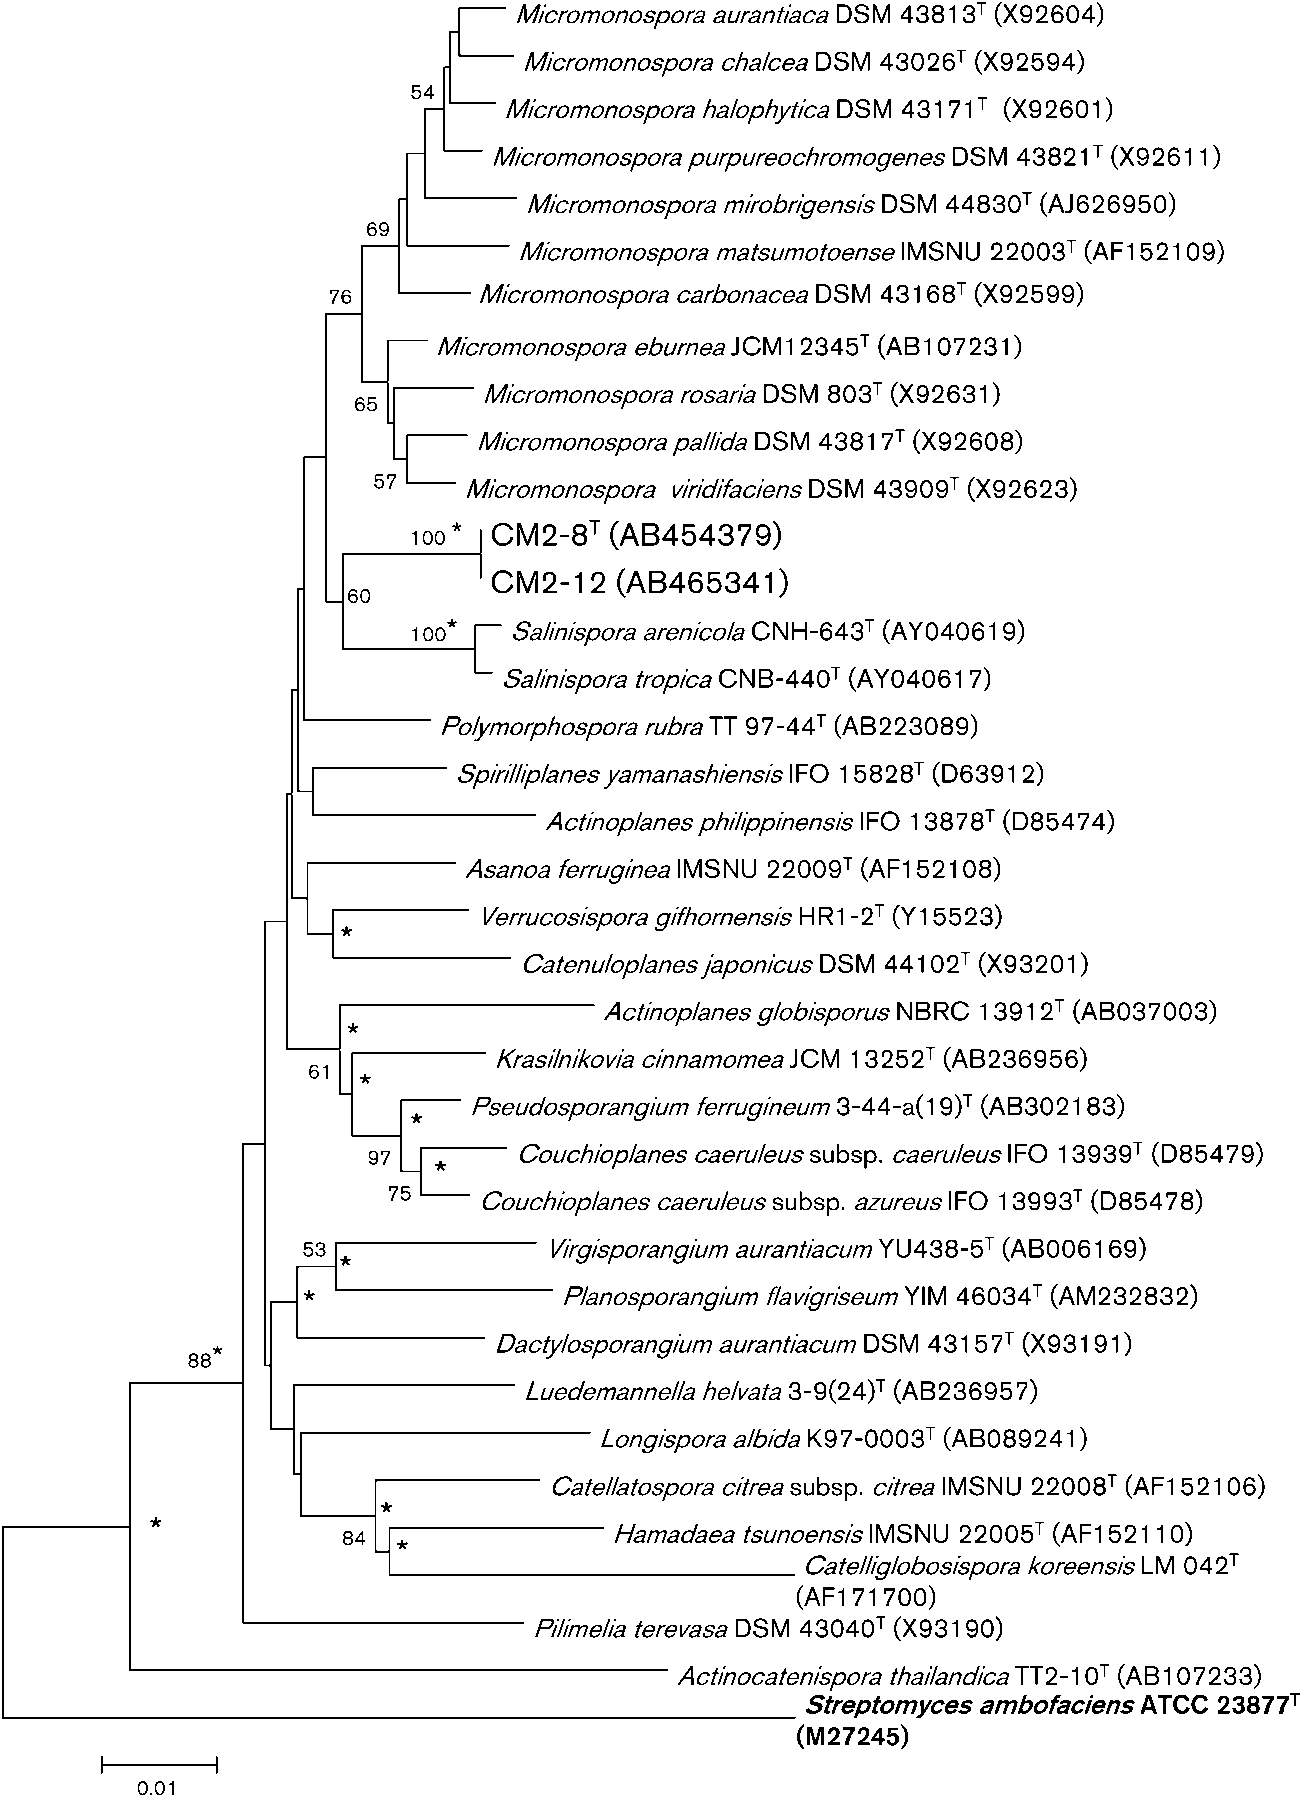 Micromonospora aurantiaca DSM 43813T (X92604)
Micromonospora chalcea DSM 43026T (X92594)
54
Micromonospora halophytica DSM 43171T (X92601)
Micromonospora purpureochromogenes DSM 43821T (X92611)
Micromonospora mirobrigensis DSM 44830T (AJ626950)
69
Micromonospora matsumotoense IMSNU 22003T (AF152109)
76
Micromonospora carbonacea DSM 43168T (X92599)
Micromonospora eburnea JCM12345T (AB107231)
Micromonospora rosaria DSM 803T (X92631)
65
Micromonospora pallida DSM 43817T (X92608)
57
Micromonospora viridifaciens DSM 43909T (X92623)
100*
CM2-8T (AB454379)
CM2-12 (AB465341)
60
100*
Salinispora arenicola CNH-643T (AY040619)
Salinispora tropica CNB-440T (AY040617)
Polymorphospora rubra TT 97-44T (AB223089)
Spirilliplanes yamanashiensis IFO 15828T (D63912)
Actinoplanes philippinensis IFO 13878T (D85474)
Asanoa ferruginea IMSNU 22009T (AF152108)
Verrucosispora gifhornensis HR1-2T (Y15523)
*
Catenuloplanes japonicus DSM 44102T (X93201)
Actinoplanes globisporus NBRC 13912T (AB037003)
*
Krasilnikovia cinnamomea JCM 13252T (AB236956)
61
*
Pseudosporangium ferrugineum 3-44-a(19)T (AB302183)
*
97
Couchioplanes caeruleus subsp. caeruleus IFO 13939T (D85479)
*
75
Couchioplanes caeruleus subsp. azureus IFO 13993T (D85478)
53
Virgisporangium aurantiacum YU438-5T (AB006169)
*
*
Planosporangium flavigriseum YIM 46034T (AM232832)
Dactylosporangium aurantiacum DSM 43157T (X93191)
88*
Luedemannella helvata 3-9(24)T (AB236957)
Longispora albida K97-0003T (AB089241)
Catellatospora citrea subsp. citrea IMSNU 22008T (AF152106)
*
*
84
Hamadaea tsunoensis IMSNU 22005T (AF152110)
*
Catelliglobosispora koreensis LM 042T
(AF171700)
Pilimelia terevasa DSM 43040T (X93190)
Actinocatenispora thailandica TT2-10T (AB107233)
Streptomyces ambofaciens ATCC 23877T
(M27245)
0.01